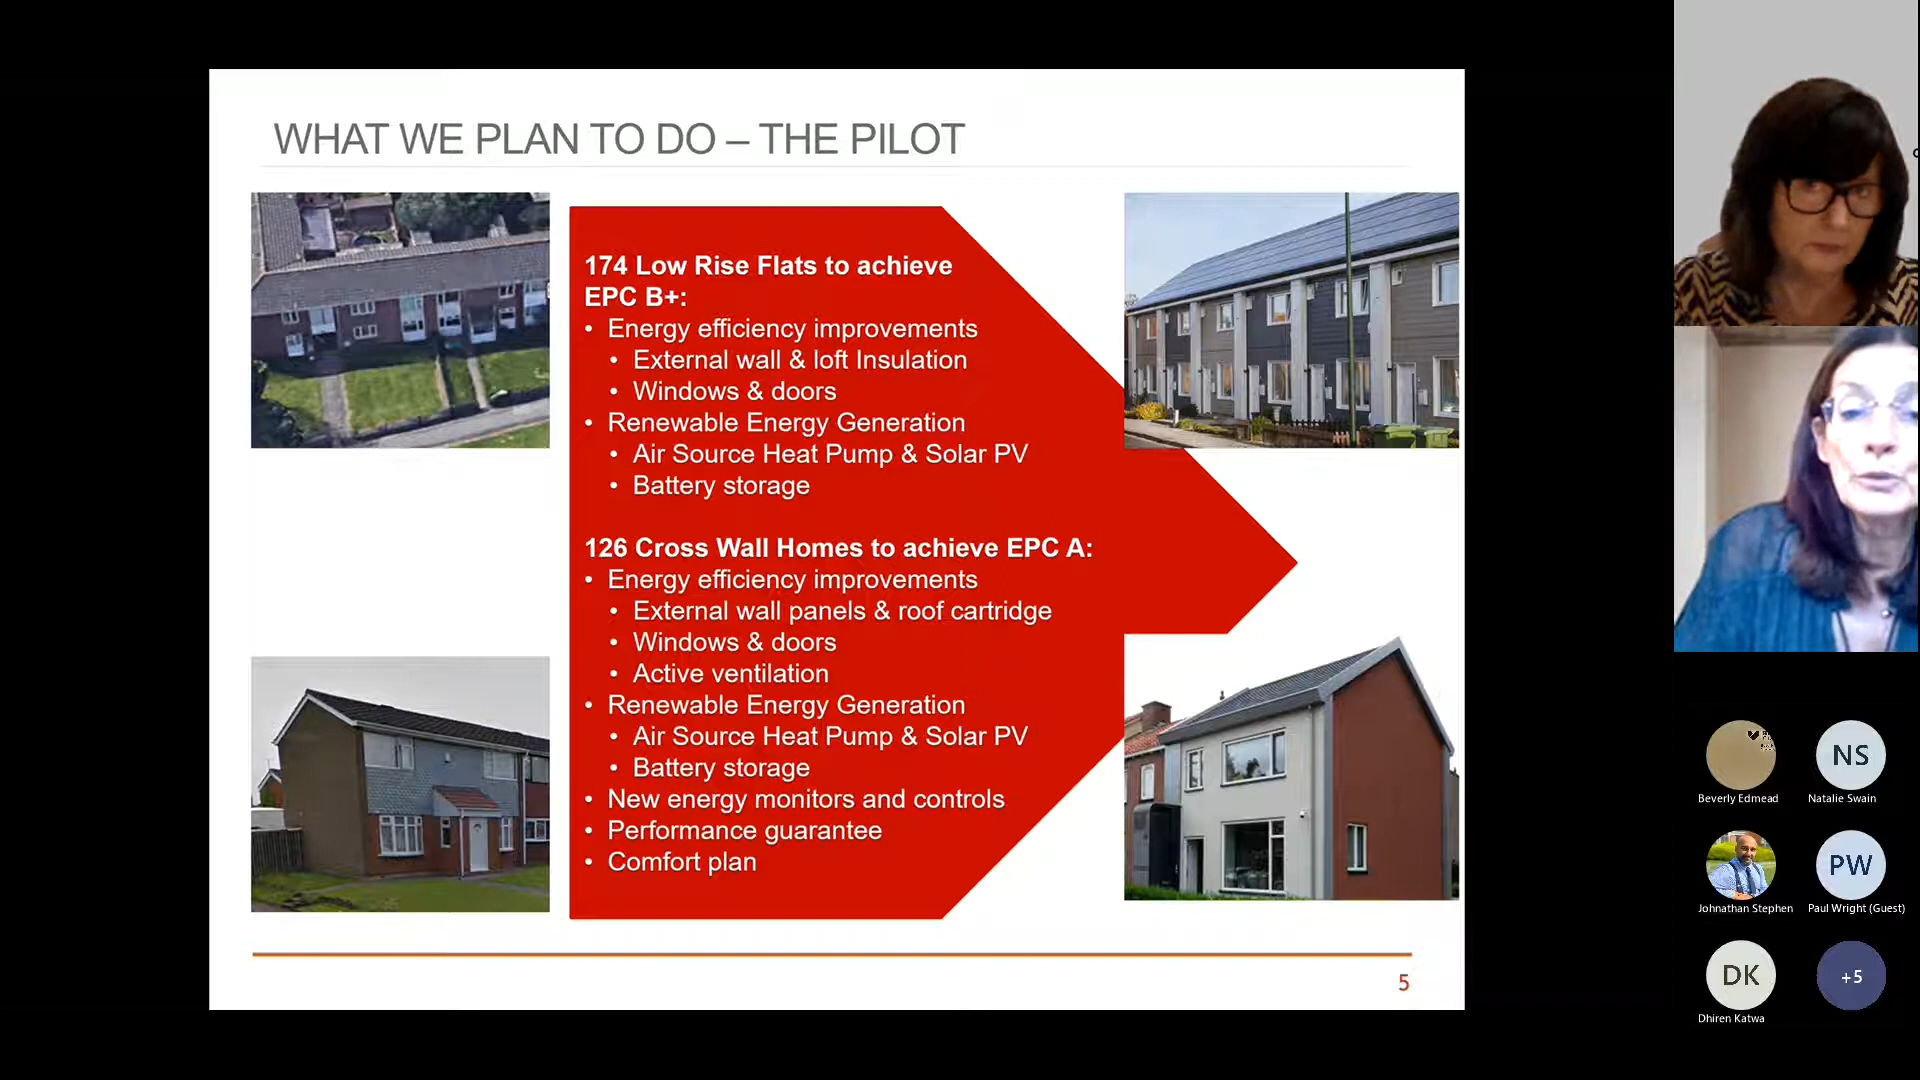 WHAT WE PLAN TO DO – THE PILOT
174 Low Rise Flats to achieve
EPC B+:
• Energy efficiency improvements
• External wall & loft Insulation
• Windows & doors
• Renewable Energy Generation
• Air Source Heat Pump & Solar PV
• Battery storage
126 Cross Wall Homes to achieve EPC A:
• Energy efficiency improvements
• External wall panels & roof cartridge
• Windows & doors
• Active ventilation
• Renewable Energy Generation
• Air Source Heat Pump & Solar PV
• Battery storage
• New energy monitors and controls
• Performance guarantee
• Comfort plan
5
NS
Beverly Edmead
Natalie Swain
PW
Johnathan Stephen
Paul Wright (Guest)
DK
+5
Dhiren Katwa